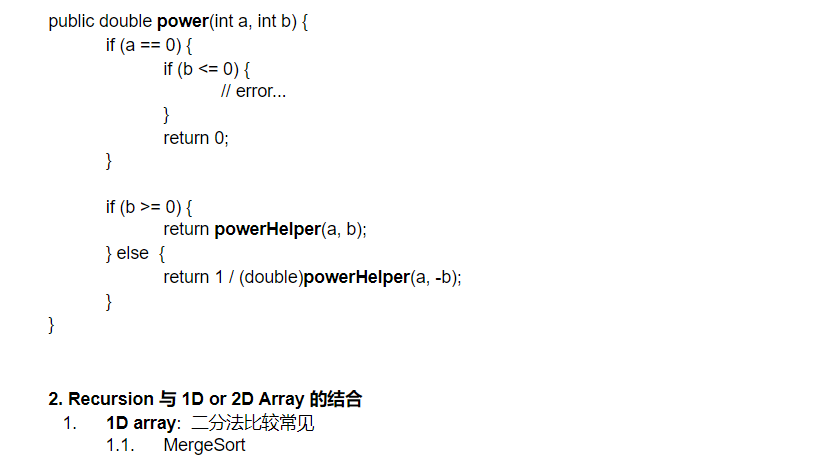 public double power(int a, int b) {
if (a == 0) {
if (b <= 0) {
// error...
}
return 0;
}
if (b >= 0) {
return powerHelper(a, b);
} else {
return 1 / (double)powerHelper(a, -b);
}
}
2. Recursion 与 1D or 2D Array 的结合
1. 1D array: 二分法比较常见
1.1. MergeSort